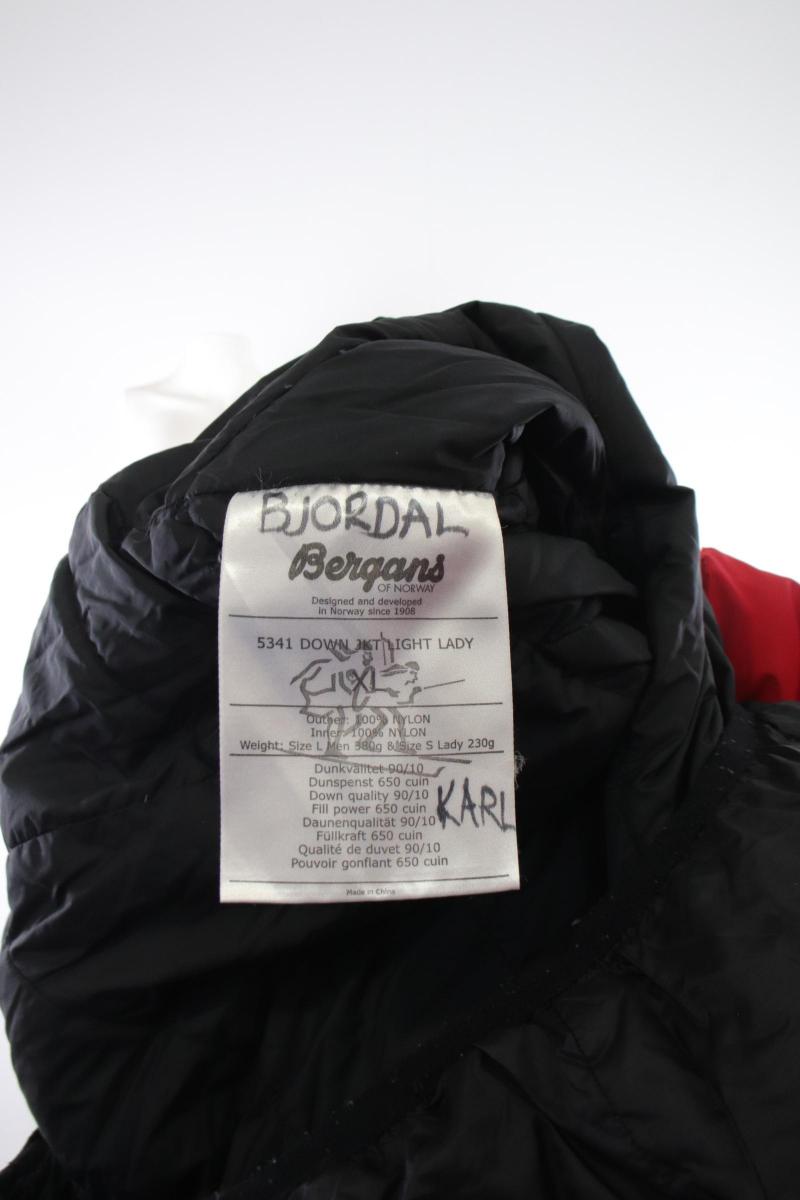 BJORDAL
Bergans
OF NORWAY
Designed and developed
in Norway since 1908
5341 DOWN JKT LIGHT LADY
Outher: 100% NYLON
Inner: 100% NYLON
Weight: Size L Men 380g & Size S Lady 230g
Dunkvalitet 90/10
Dunspenst 650 cuin
Down quality 90/10
Fill power 650 cuin
KARL
Daunenqualität 90/10
Füllkraft 650 cuin
Qualité de duvet 90/10
Pouvoir gonflant 650 cuin
Made in China